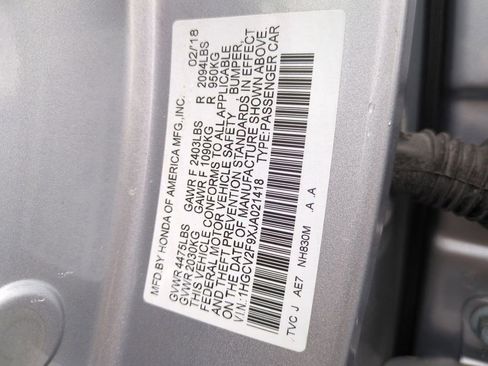 MFD.BY HONDA OF AMERICA MFG.,INC. 02/18
GVWR 4475LBS GAWR F 2403LBS R 2094LBS
GVWR 2030KG GAWR F 1090KG R 950KG
THIS VEHICLE CONFORMS TO ALL APPLICABLE
FEDERAL MOTOR VEHICLE SAFETY , BUMPER,
AND THEFT PREVENTION STANDARDS IN EFFECT
ON THE DATE OF MANUFACTURE SHOWN ABOVE.
V.I.N.:1HGCV2F9XJA021418 TYPE:PASSENGER CAR
TVC J AE7 NH830M .A .A